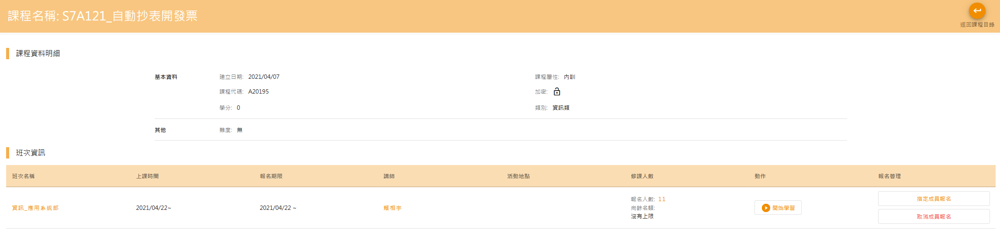 課程名稱: S7A121_自動抄表開發票
返回課程目錄
課程資料明細
基本資料 建立日期: 2021/04/07 課程屬性: 內訓
課程代碼: A20195 加密:
學分: 0 類別: 資訊類
其他 難度: 無
班次資訊
班次名稱 上課時間 報名期限 講師 活動地點 修課人數 動作 報名管理
資訊_應用系統部 2021/04/22~ 2021/04/22 ~ 賴相宇
報名人數: 11
尚餘名額:
沒有上限
開始學習
指定成員報名
取消成員報名